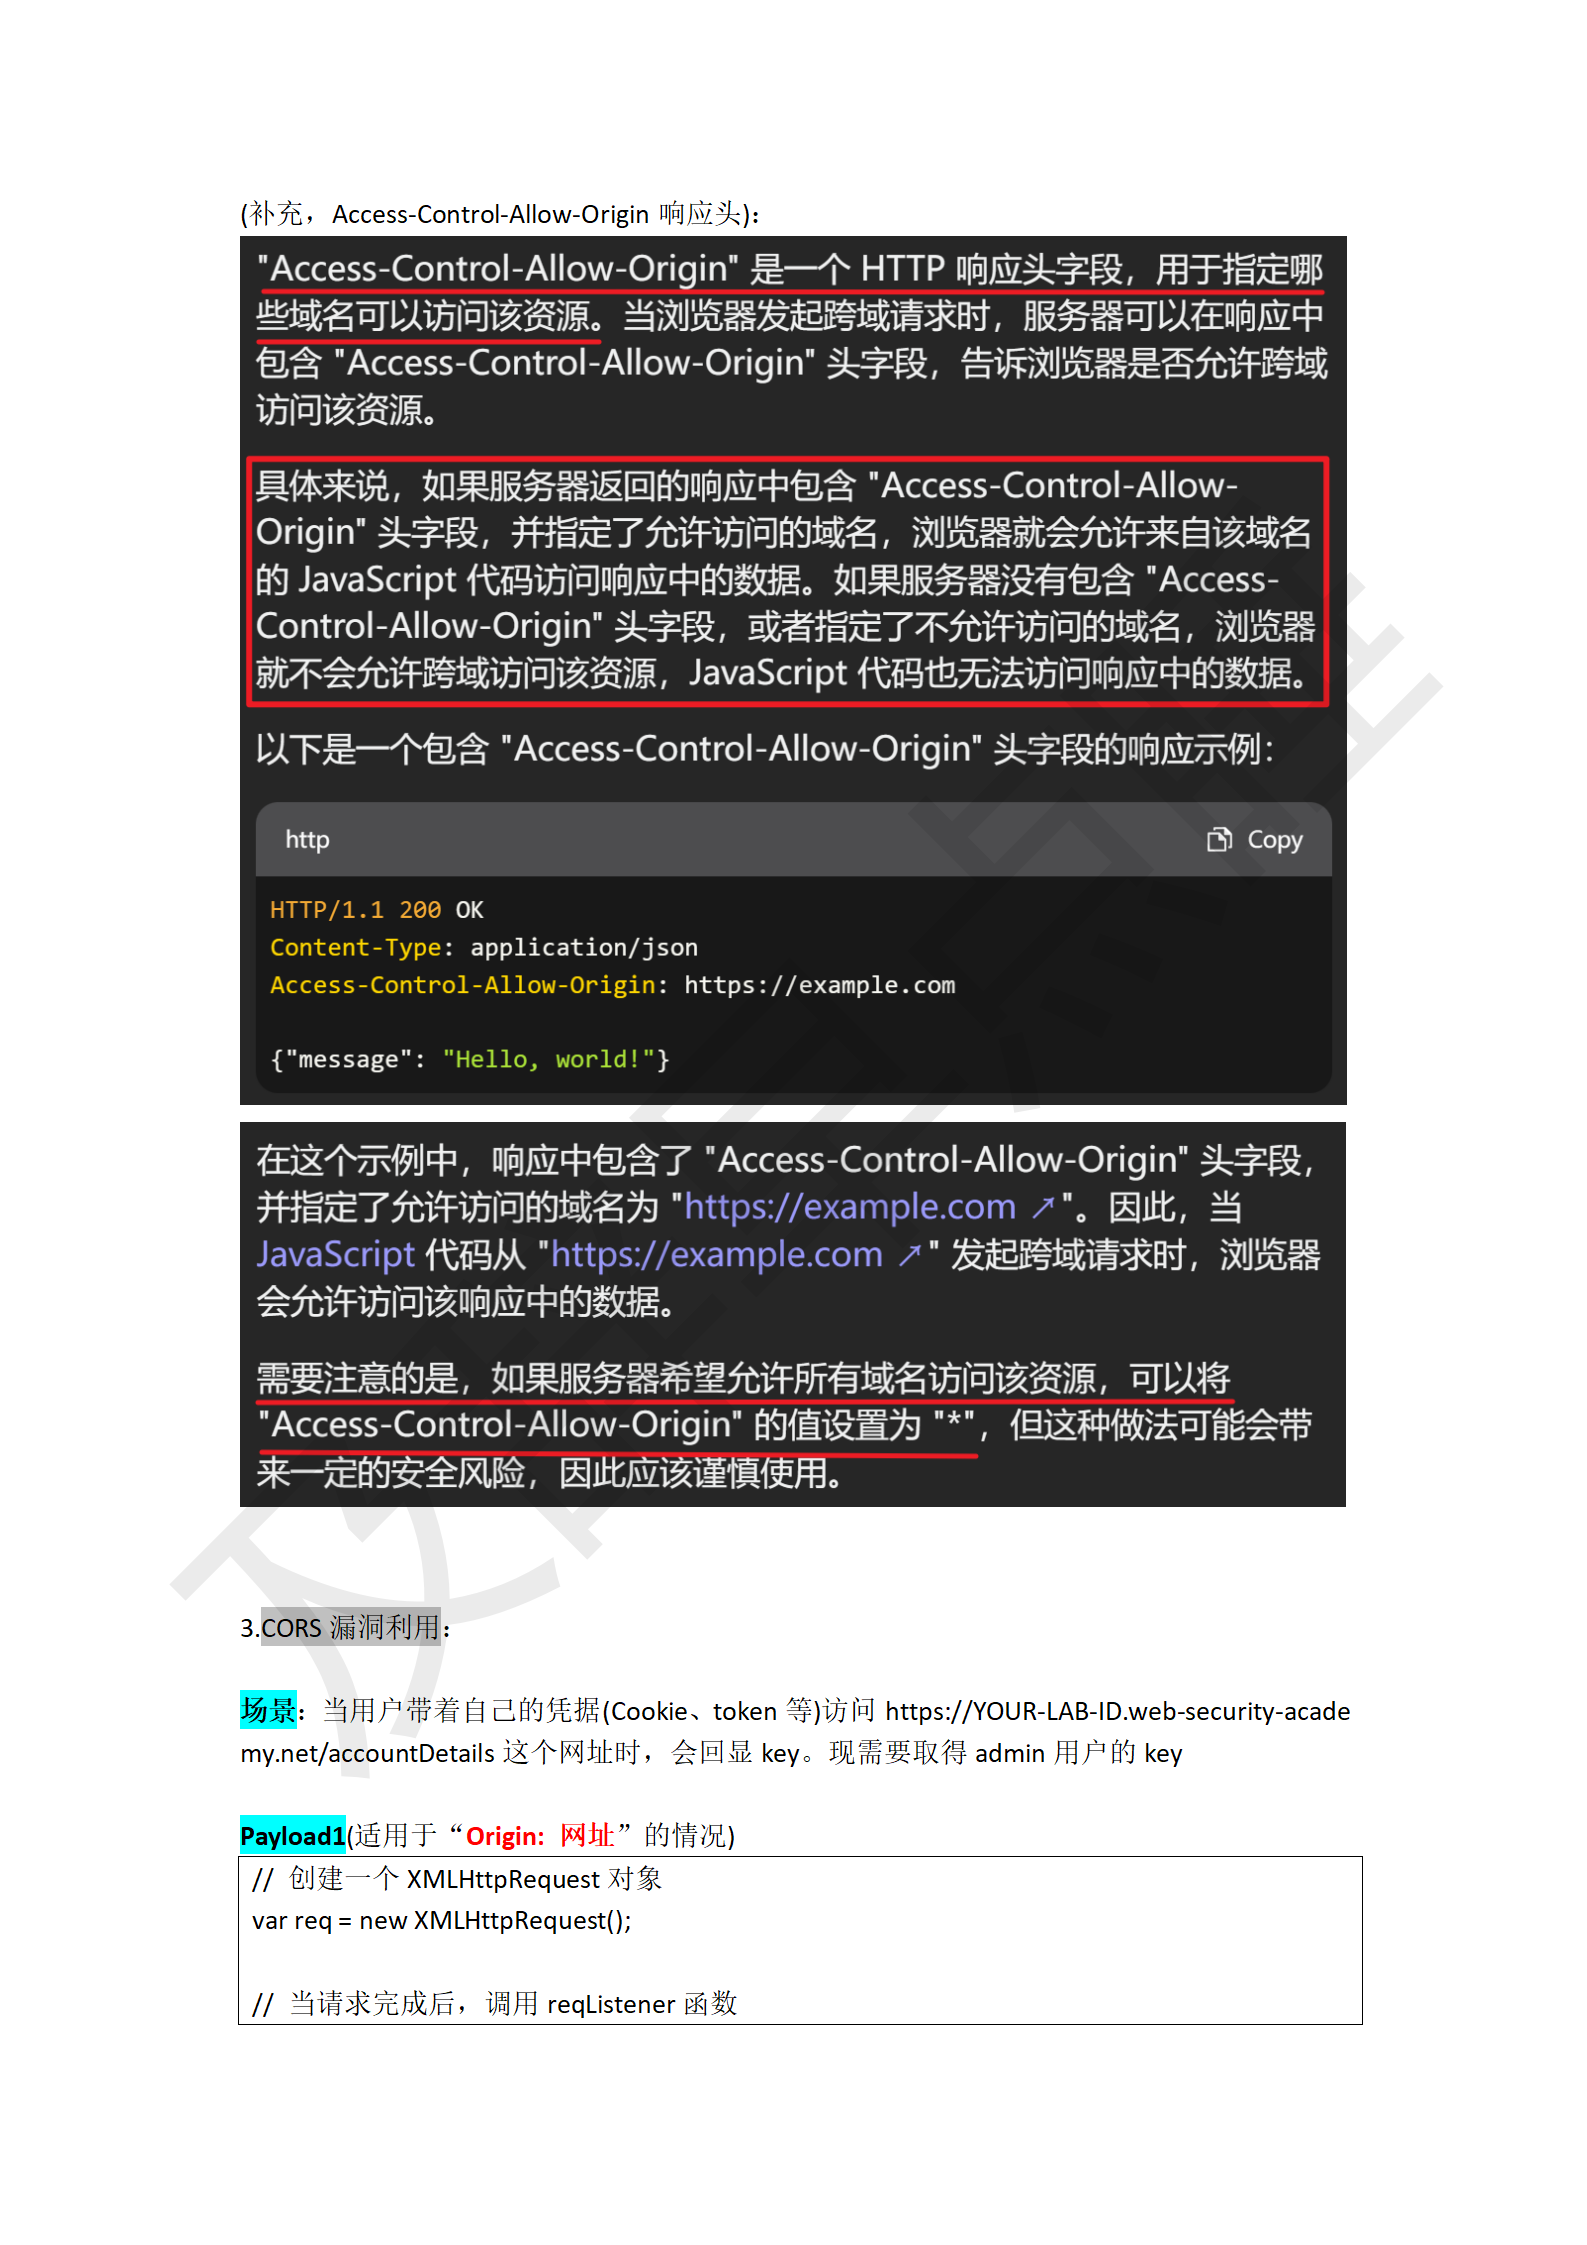 (补充，Access-Control-Allow-Origin 响应头)：
"Access-Control-Allow-Origin" 是一个 HTTP 响应头字段，用于指定哪
些域名可以访问该资源。当浏览器发起跨域请求时，服务器可以在响应中
包含 "Access-Control-Allow-Origin" 头字段，告诉浏览器是否允许跨域
访问该资源。
具体来说，如果服务器返回的响应中包含 "Access-Control-Allow-
Origin" 头字段，并指定了允许访问的域名，浏览器就会允许来自该域名
的 JavaScript 代码访问响应中的数据。如果服务器没有包含 "Access-
Control-Allow-Origin" 头字段，或者指定了不允许访问的域名，浏览器
就不会允许跨域访问该资源，JavaScript 代码也无法访问响应中的数据。
以下是一个包含 "Access-Control-Allow-Origin" 头字段的响应示例：
http Copy
HTTP/1.1 200 OK
Content-Type: application/json
Access-Control-Allow-Origin: https://example.com
{"message": "Hello, world!"}
在这个示例中，响应中包含了 "Access-Control-Allow-Origin" 头字段，
并指定了允许访问的域名为 "https://example.com ↗"。因此，当
JavaScript 代码从 "https://example.com ↗" 发起跨域请求时，浏览器
会允许访问该响应中的数据。
需要注意的是，如果服务器希望允许所有域名访问该资源，可以将
"Access-Control-Allow-Origin" 的值设置为 "*"，但这种做法可能会带
来一定的安全风险，因此应该谨慎使用。
3.CORS 漏洞利用：
场景：当用户带着自己的凭据(Cookie、token 等)访问 https://YOUR-LAB-ID.web-security-acade
my.net/accountDetails 这个网址时，会回显 key。现需要取得 admin 用户的 key
Payload1(适用于“Origin: 网址”的情况)
// 创建一个 XMLHttpRequest 对象
var req = new XMLHttpRequest();
// 当请求完成后，调用 reqListener 函数